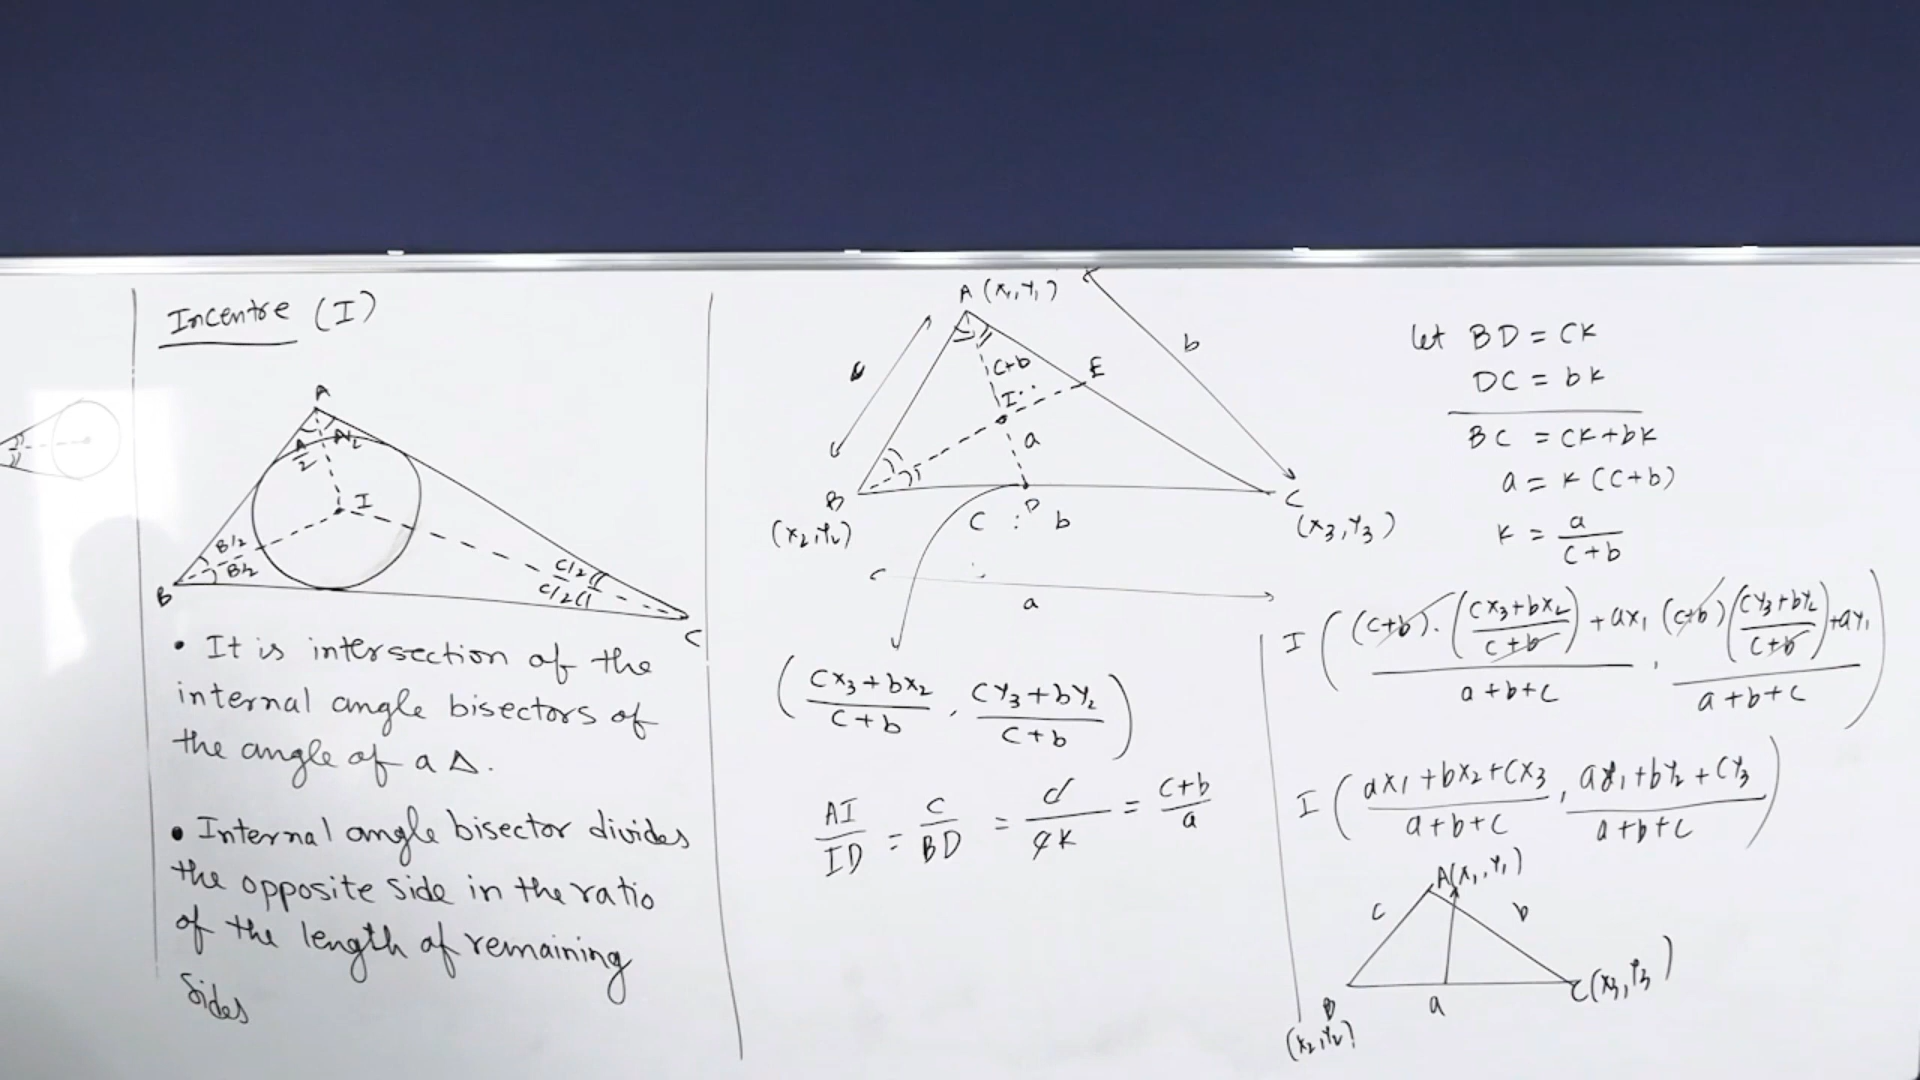 Incentre (I)
A
A/2 A/2
I
B/2
B/2
C/2
C/2
B
C
• It is intersection of the
internal angle bisectors of
the angle of a Δ.
• Internal angle bisector divides
the opposite side in the ratio
of the length of remaining
sides
A (x₁, y₁)
b
C+b
E
I
a
B
(x₂, y₂)
D
C : b
C
(x₃, y₃)
a
((Cx₃+bx₂)/(C+b), (Cy₃+by₂)/(C+b))
AI/ID = C/BD = C/CK = (C+b)/a
let BD = CK
DC = bK
BC = CK+bK
a = K(C+b)
K = a/(C+b)
I (((C+b).((Cx₃+bx₂)/(C+b))+ax₁)/(a+b+c), ((C+b)((Cy₃+by₂)/(C+b))+ay₁)/(a+b+c))
I ((ax₁+bx₂+Cx₃)/(a+b+c), (ay₁+by₂+Cy₃)/(a+b+c))
A(x₁, y₁)
C
b
B
(x₂, y₂)
a
C(x₃, y₃)